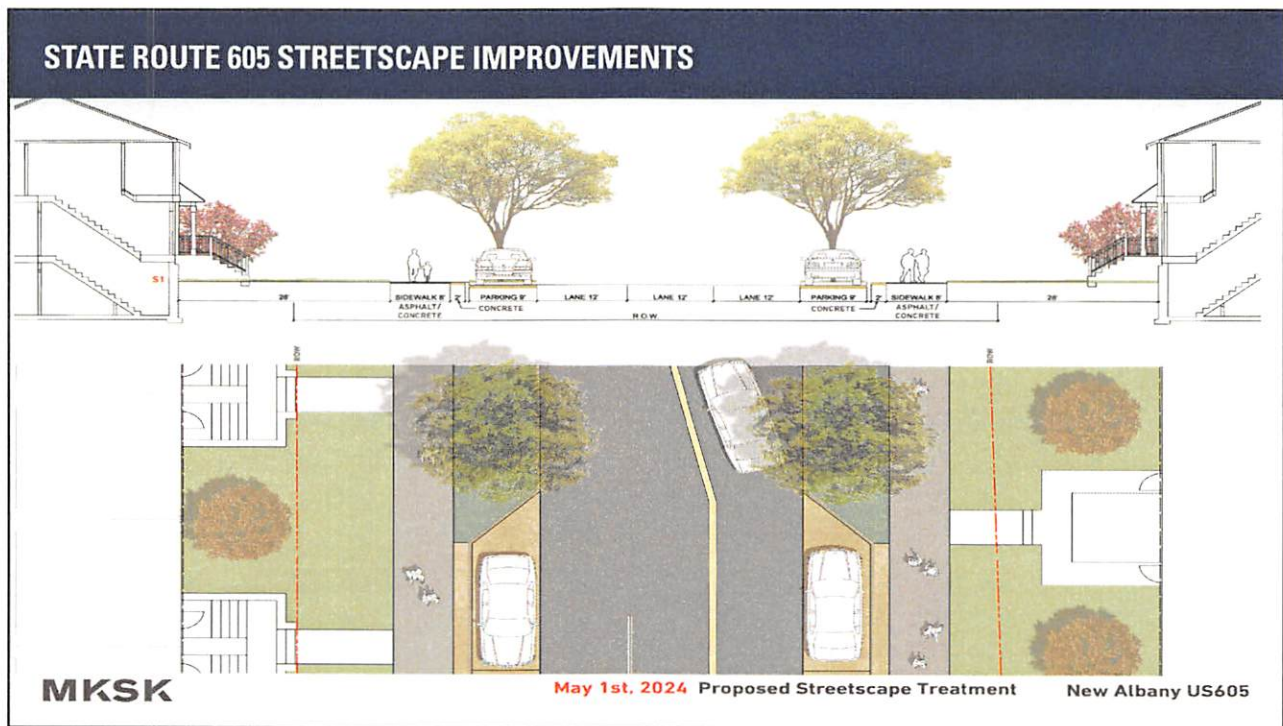 STATE ROUTE 605 STREETSCAPE IMPROVEMENTS
S1
28' SIDEWALK 8' 2' PARKING 9' LANE 12' LANE 12' LANE 12' PARKING 9' 2' SIDEWALK 8' 28'
ASPHALT/ CONCRETE CONCRETE ASPHALT/
CONCRETE CONCRETE
R.O.W.
ROW ROW
MKSK
May 1st, 2024 Proposed Streetscape Treatment New Albany US605